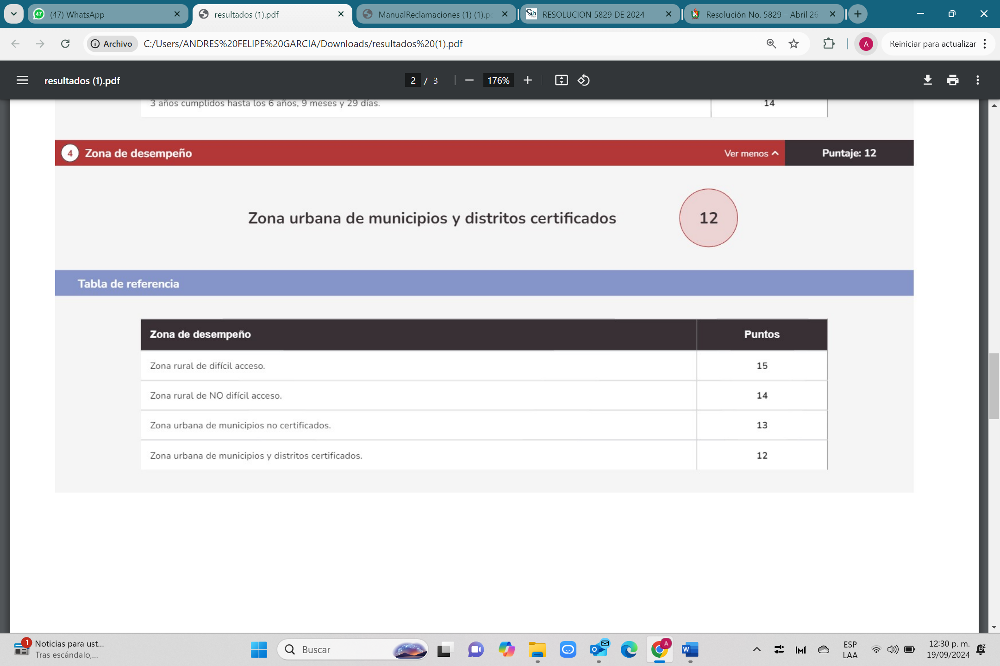 47
(47) WhatsApp
resultados (1).pdf
ManualReclamaciones (1) (1).pd
RESOLUCION 5829 DE 2024
Resolución No. 5829 – Abril 26
Archivo
C:/Users/ANDRES%20FELIPE%20GARCIA/Downloads/resultados%20(1).pdf
A
Reiniciar para actualizar
resultados (1).pdf
2 / 3
176%
3 años cumplidos hasta los 6 años, 9 meses y 29 días.
14
4
Zona de desempeño
Ver menos
Puntaje: 12
Zona urbana de municipios y distritos certificados
12
Tabla de referencia
Zona de desempeño
Puntos
Zona rural de difícil acceso.
15
Zona rural de NO difícil acceso.
14
Zona urbana de municipios no certificados.
13
Zona urbana de municipios y distritos certificados.
12
1
Noticias para ust...
Tras escándalo,...
Buscar
A
ESP
LAA
12:30 p. m.
19/09/2024